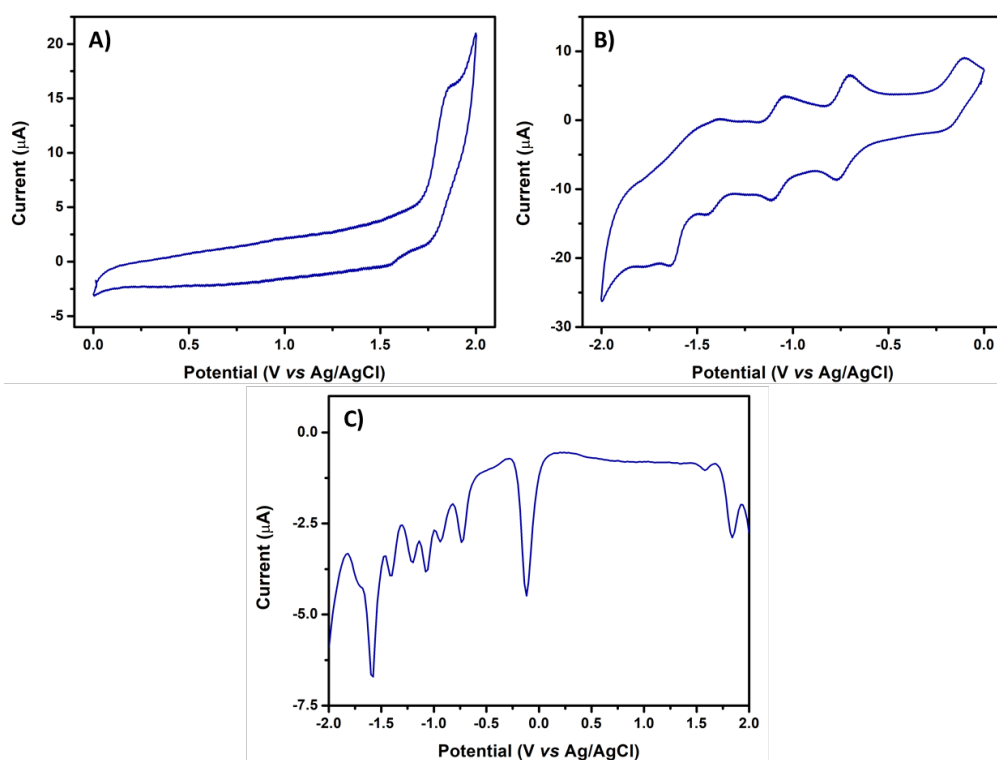 A)
Current (µA)
20
15
10
5
0
-5
0.0 0.5 1.0 1.5 2.0
Potential (V vs Ag/AgCl)
B)
Current (µA)
10
0
-10
-20
-30
-2.0 -1.5 -1.0 -0.5 0.0
Potential (V vs Ag/AgCl)
C)
Current (µA)
0.0
-2.5
-5.0
-7.5
-2.0 -1.5 -1.0 -0.5 0.0 0.5 1.0 1.5 2.0
Potential (V vs Ag/AgCl)